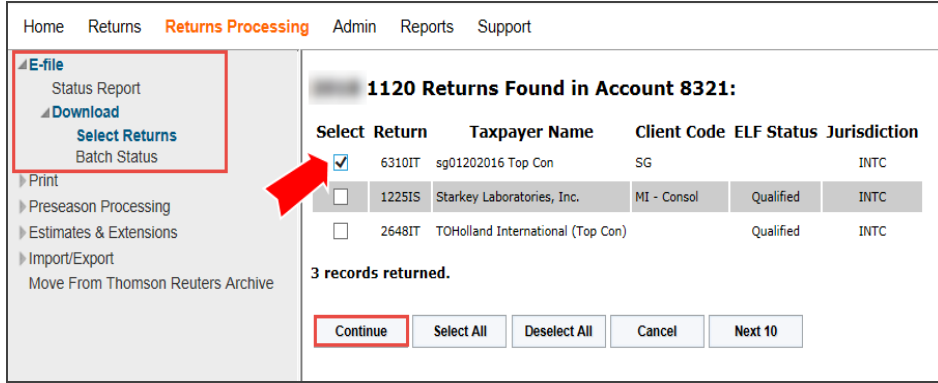 Home Returns Returns Processing Admin Reports Support
E-file
Status Report
Download
Select Returns
Batch Status
Print
Preseason Processing
Estimates & Extensions
Import/Export
Move From Thomson Reuters Archive
1120 Returns Found in Account 8321:
Select Return Taxpayer Name Client Code ELF Status Jurisdiction
6310IT sg01202016 Top Con SG INTC
1225IS Starkey Laboratories, Inc. MI - Consol Qualified INTC
2648IT TOHolland International (Top Con) Qualified INTC
3 records returned.
Continue Select All Deselect All Cancel Next 10